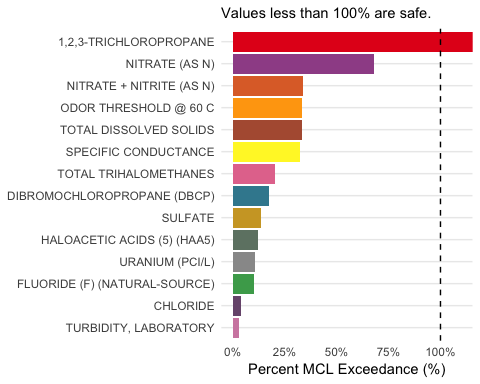 Values less than 100% are safe.
1,2,3-TRICHLOROPROPANE
NITRATE (AS N)
NITRATE + NITRITE (AS N)
ODOR THRESHOLD @ 60 C
TOTAL DISSOLVED SOLIDS
SPECIFIC CONDUCTANCE
TOTAL TRIHALOMETHANES
DIBROMOCHLOROPROPANE (DBCP)
SULFATE
HALOACETIC ACIDS (5) (HAA5)
URANIUM (PCI/L)
FLUORIDE (F) (NATURAL-SOURCE)
CHLORIDE
TURBIDITY, LABORATORY
0% 25% 50% 75% 100%
Percent MCL Exceedance (%)